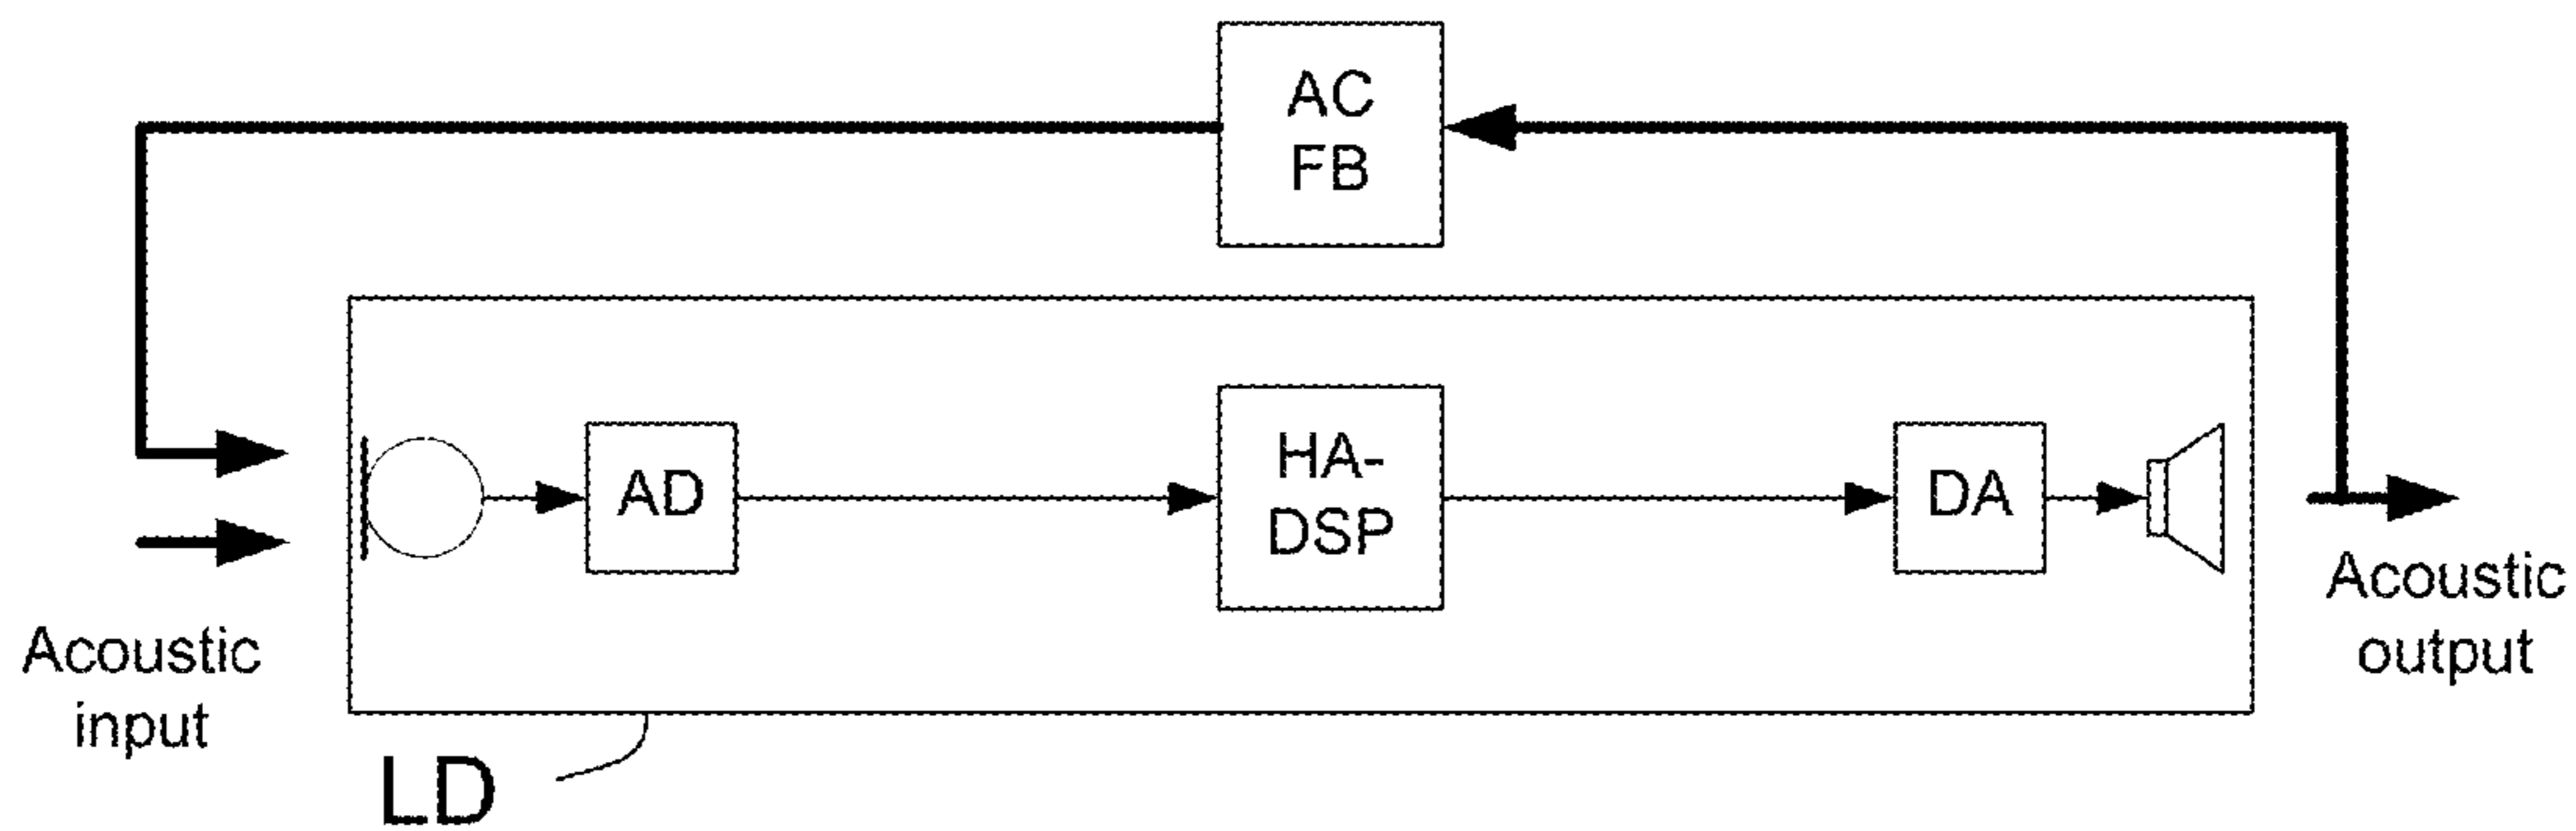 AC
FB
AD
HA-
DSP
DA
Acoustic
input
Acoustic
output
LD